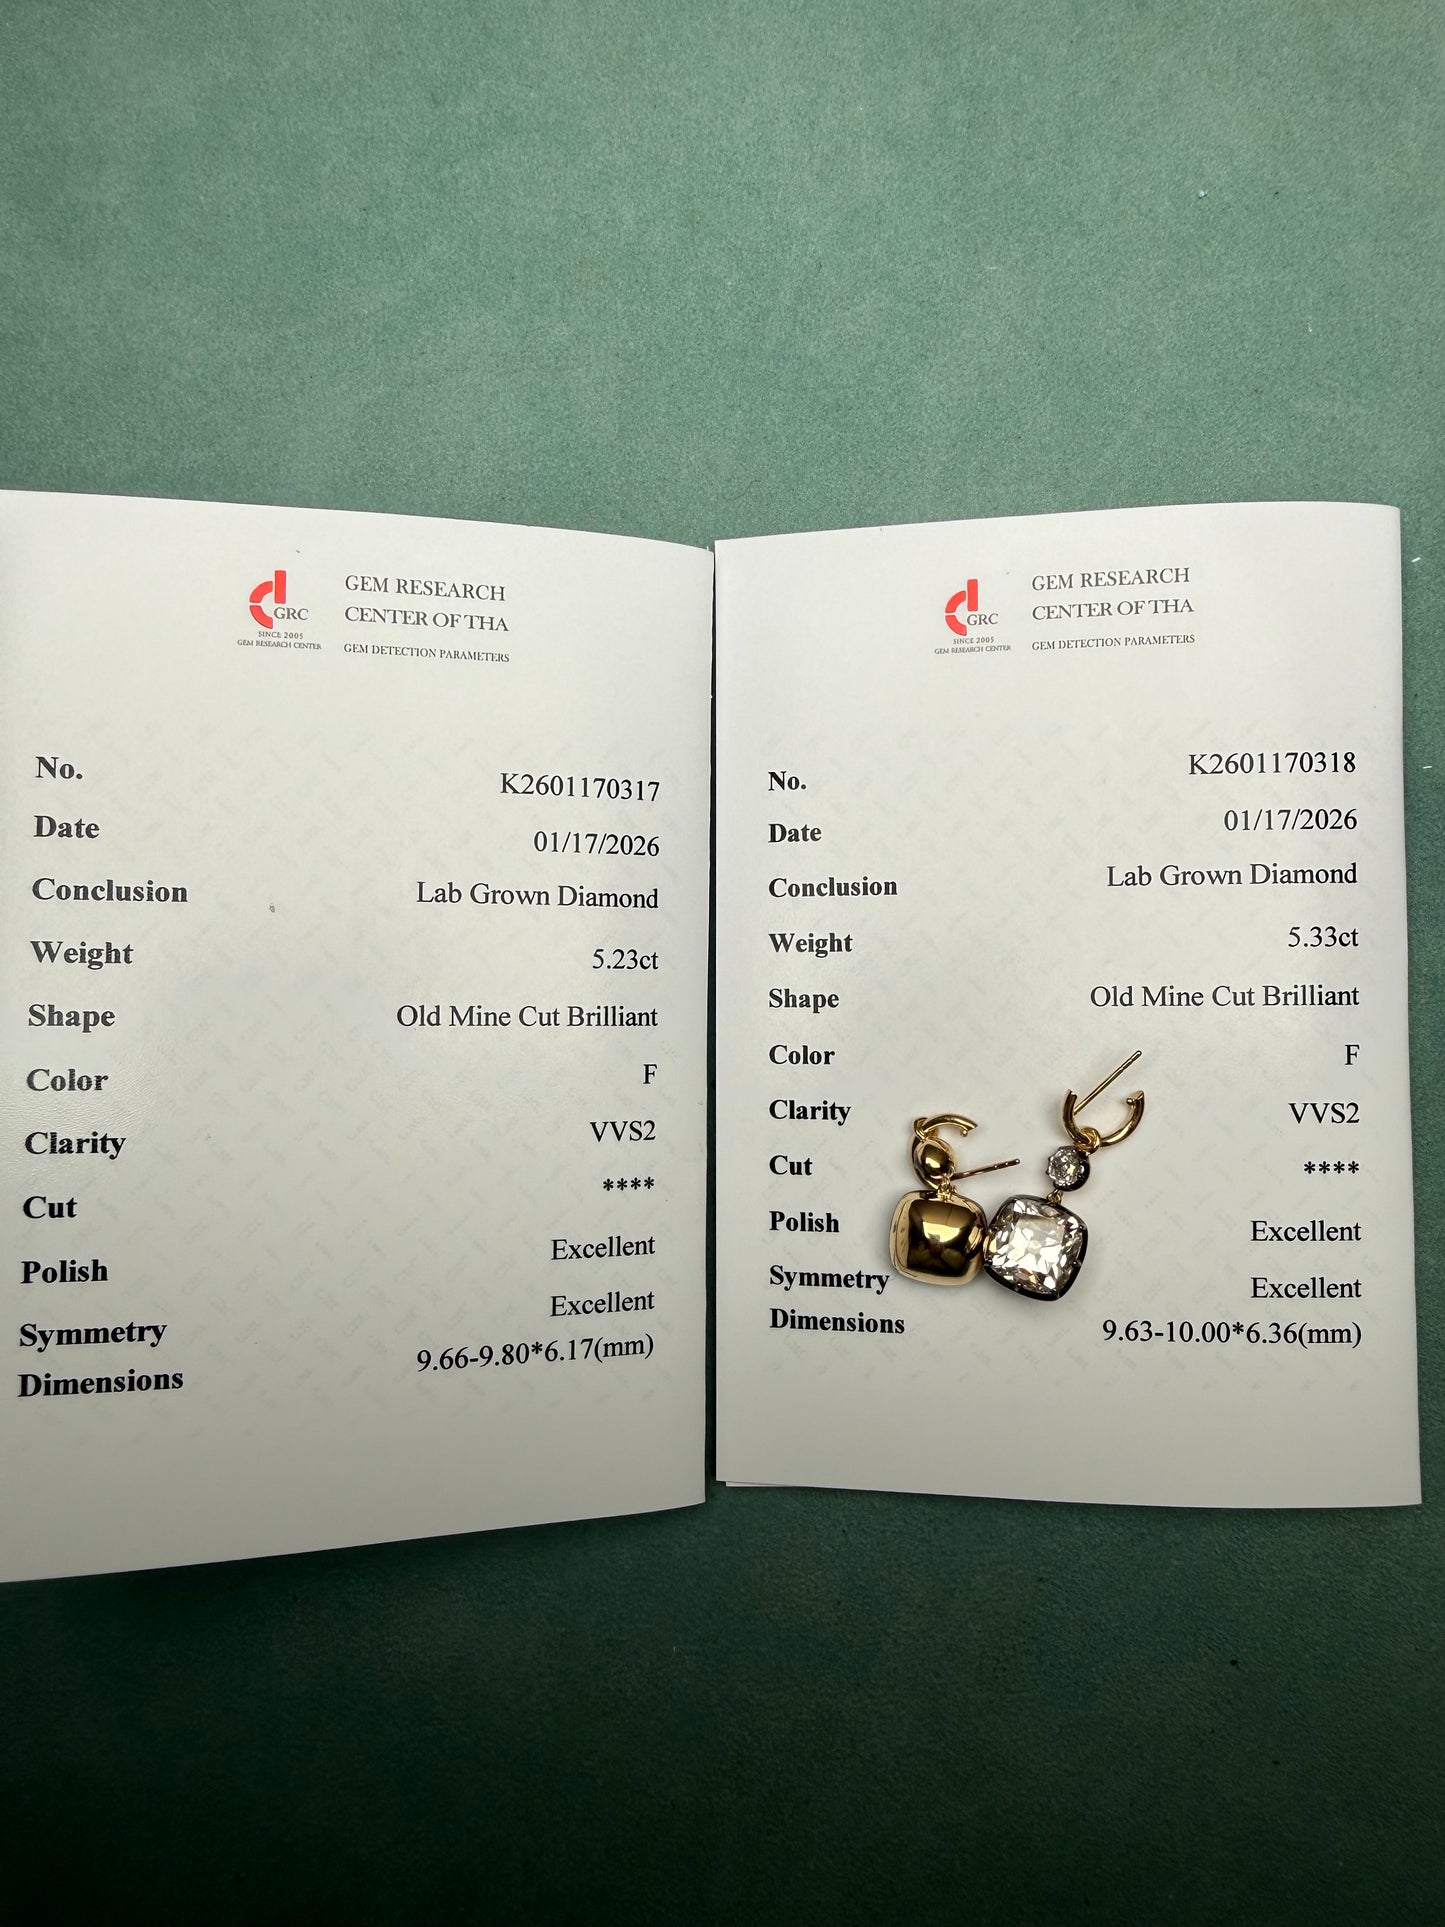 GRC
SINCE 2005
GEM RESEARCH CENTER
GEM RESEARCH
CENTER OF THA
GEM DETECTION PARAMETERS
No. K2601170317
Date 01/17/2026
Conclusion Lab Grown Diamond
Weight 5.23ct
Shape Old Mine Cut Brilliant
Color F
Clarity VVS2
Cut ****
Polish Excellent
Symmetry Excellent
Dimensions 9.66-9.80*6.17(mm)
GRC
SINCE 2005
GEM RESEARCH CENTER
GEM RESEARCH
CENTER OF THA
GEM DETECTION PARAMETERS
No. K2601170318
Date 01/17/2026
Conclusion Lab Grown Diamond
Weight 5.33ct
Shape Old Mine Cut Brilliant
Color F
Clarity VVS2
Cut ****
Polish Excellent
Symmetry Excellent
Dimensions 9.63-10.00*6.36(mm)